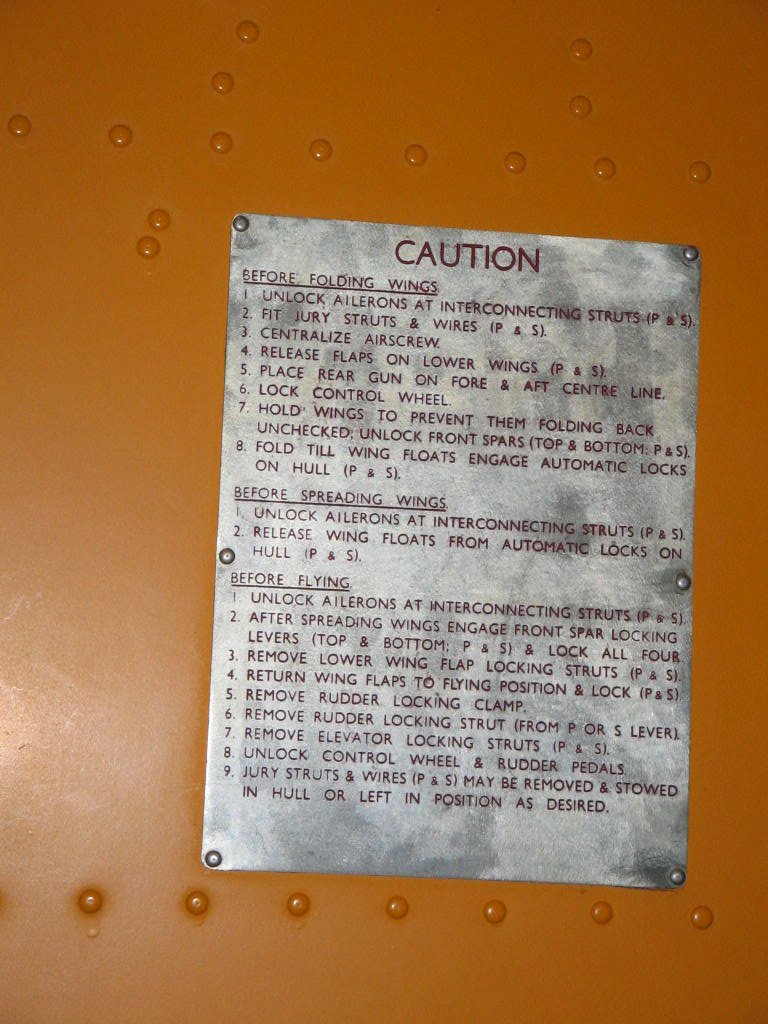 CAUTION
BEFORE FOLDING WINGS
1. UNLOCK AILERONS AT INTERCONNECTING STRUTS (P & S).
2. FIT JURY STRUTS & WIRES (P & S).
3. CENTRALIZE AIRSCREW.
4. RELEASE FLAPS ON LOWER WINGS (P & S).
5. PLACE REAR GUN ON FORE & AFT CENTRE LINE.
6. LOCK CONTROL WHEEL.
7. HOLD WINGS TO PREVENT THEM FOLDING BACK
UNCHECKED; UNLOCK FRONT SPARS (TOP & BOTTOM; P & S).
8. FOLD TILL WING FLOATS ENGAGE AUTOMATIC LOCKS
ON HULL (P & S).
BEFORE SPREADING WINGS
1. UNLOCK AILERONS AT INTERCONNECTING STRUTS (P & S).
2. RELEASE WING FLOATS FROM AUTOMATIC LOCKS ON
HULL (P & S).
BEFORE FLYING
1. UNLOCK AILERONS AT INTERCONNECTING STRUTS (P & S).
2. AFTER SPREADING WINGS ENGAGE FRONT SPAR LOCKING
LEVERS (TOP & BOTTOM; P & S) & LOCK ALL FOUR
3. REMOVE LOWER WING FLAP LOCKING STRUTS (P & S).
4. RETURN WING FLAPS TO FLYING POSITION & LOCK (P & S)
5. REMOVE RUDDER LOCKING CLAMP.
6. REMOVE RUDDER LOCKING STRUT (FROM P OR S LEVER).
7. REMOVE ELEVATOR LOCKING STRUTS (P & S).
8. UNLOCK CONTROL WHEEL & RUDDER PEDALS.
9. JURY STRUTS & WIRES (P & S) MAY BE REMOVED & STOWED
IN HULL OR LEFT IN POSITION AS DESIRED.